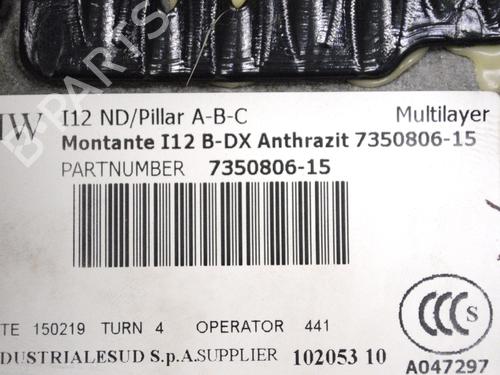 I12 ND/Pillar A-B-C Multilayer
Montante I12 B-DX Anthrazit 7350806-15
PARTNUMBER 7350806-15
TE 150219 TURN 4 OPERATOR 441
DUSTRIALESUD S.p.A.SUPPLIER 102053 10
CCC S
A047297
B-PARTS